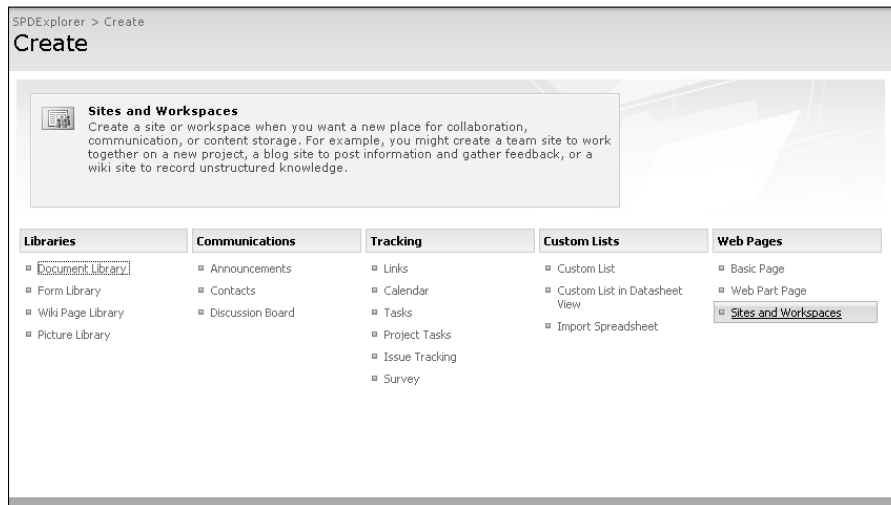 SPDExplorer > Create
Create
Sites and Workspaces
Create a site or workspace when you want a new place for collaboration,
communication, or content storage. For example, you might create a team site to work
together on a new project, a blog site to post information and gather feedback, or a
wiki site to record unstructured knowledge.
Libraries
Document Library
Form Library
Wiki Page Library
Picture Library
Communications
Announcements
Contacts
Discussion Board
Tracking
Links
Calendar
Tasks
Project Tasks
Issue Tracking
Survey
Custom Lists
Custom List
Custom List in Datasheet
View
Import Spreadsheet
Web Pages
Basic Page
Web Part Page
Sites and Workspaces